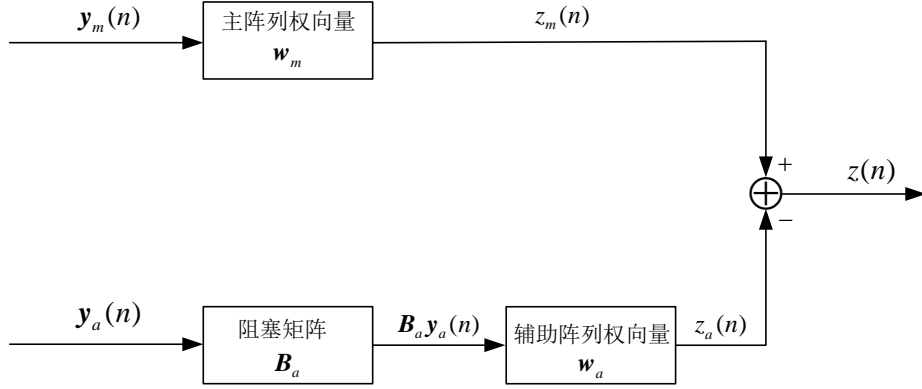 y_m(n)
主阵列权向量
w_m
z_m(n)
+
z(n)
−
y_a(n)
阻塞矩阵
B_a
B_a y_a(n)
辅助阵列权向量
w_a
z_a(n)